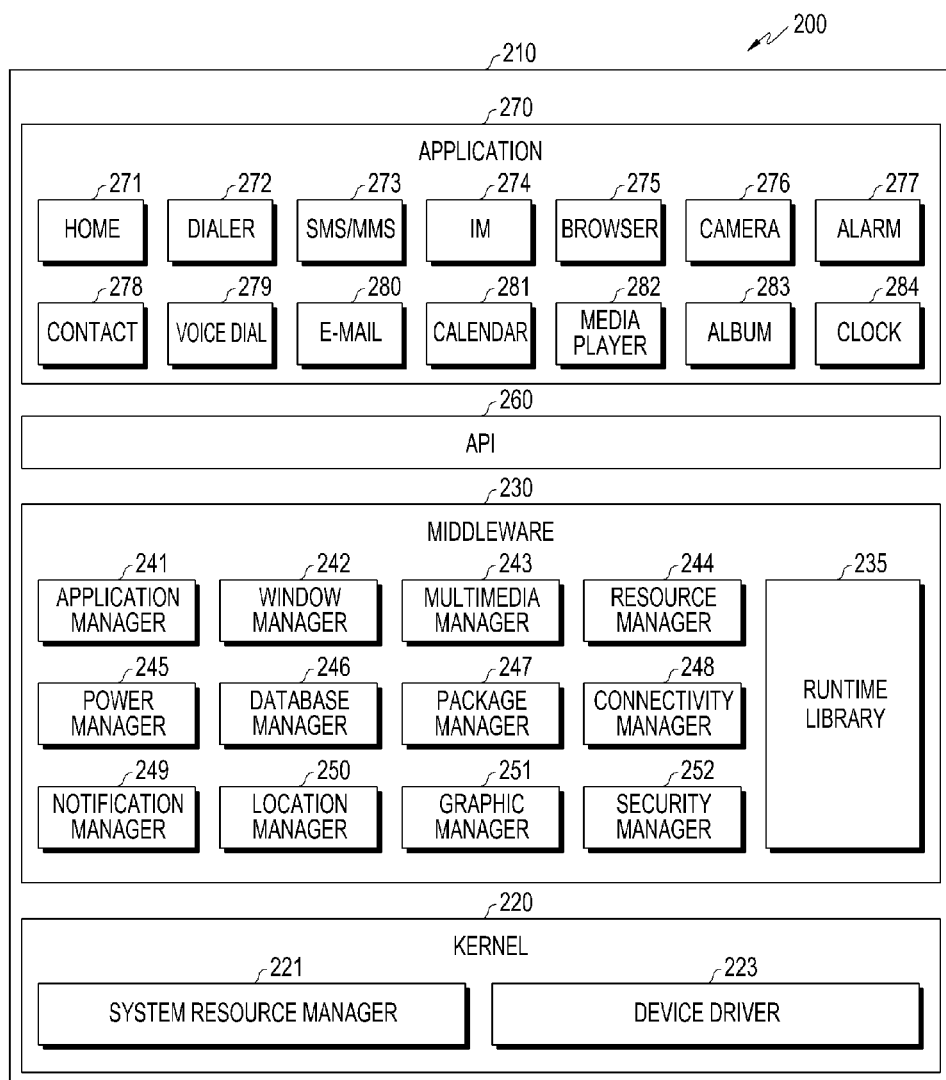 200
210
270
APPLICATION
271 272 273 274 275 276 277
HOME DIALER SMS/MMS IM BROWSER CAMERA ALARM
278 279 280 281 282 283 284
CONTACT VOICE DIAL E-MAIL CALENDAR MEDIA PLAYER ALBUM CLOCK
260
API
230
MIDDLEWARE
241 242 243 244 235
APPLICATION MANAGER WINDOW MANAGER MULTIMEDIA MANAGER RESOURCE MANAGER
245 246 247 248
POWER MANAGER DATABASE MANAGER PACKAGE MANAGER CONNECTIVITY MANAGER RUNTIME LIBRARY
249 250 251 252
NOTIFICATION MANAGER LOCATION MANAGER GRAPHIC MANAGER SECURITY MANAGER
220
KERNEL
221 223
SYSTEM RESOURCE MANAGER DEVICE DRIVER